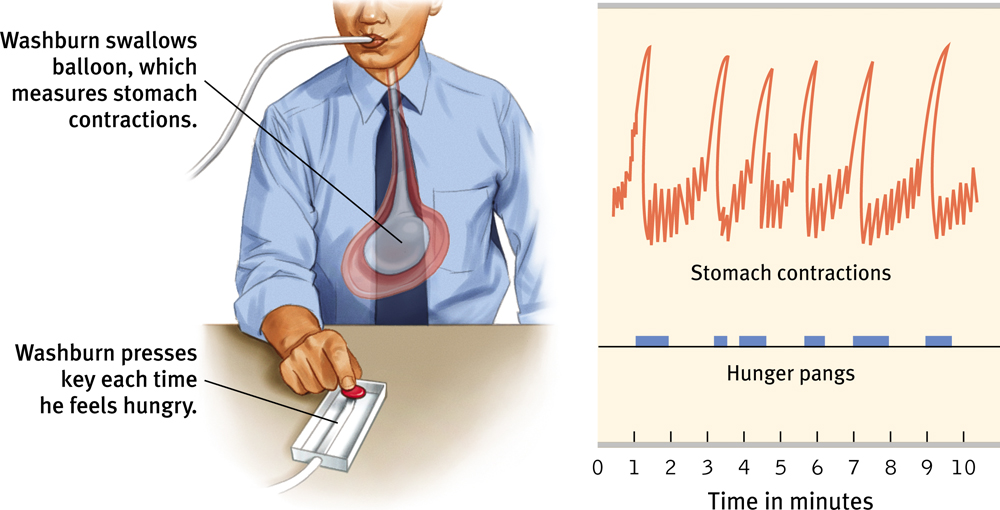 Washburn swallows
balloon, which
measures stomach
contractions.
Washburn presses
key each time
he feels hungry.
Stomach contractions
Hunger pangs
0 1 2 3 4 5 6 7 8 9 10
Time in minutes